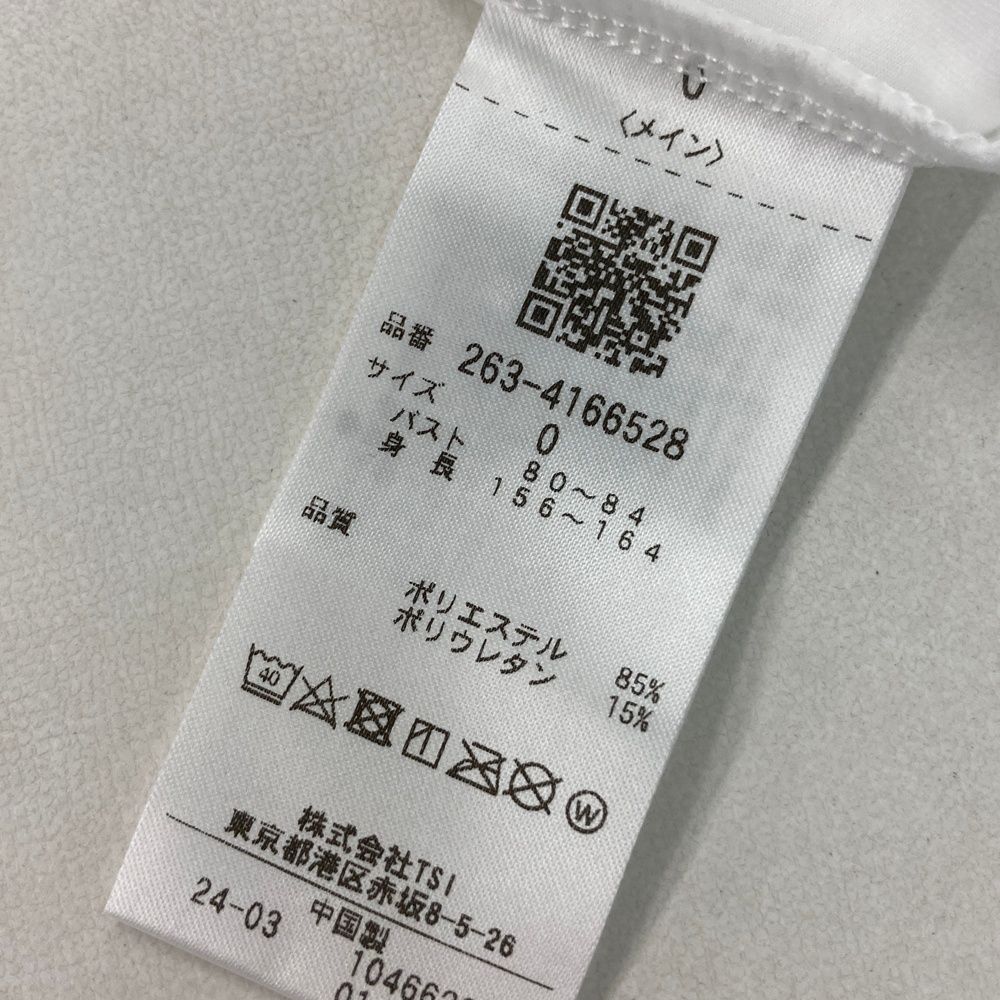 0
〈メイン〉
品番 263-4166528
サイズ 0
バスト 80～84
身長 156～164
品質
ポリエステル 85%
ポリウレタン 15%
40
W
株式会社TSI
東京都港区赤坂8-5-26
24-03 中国製